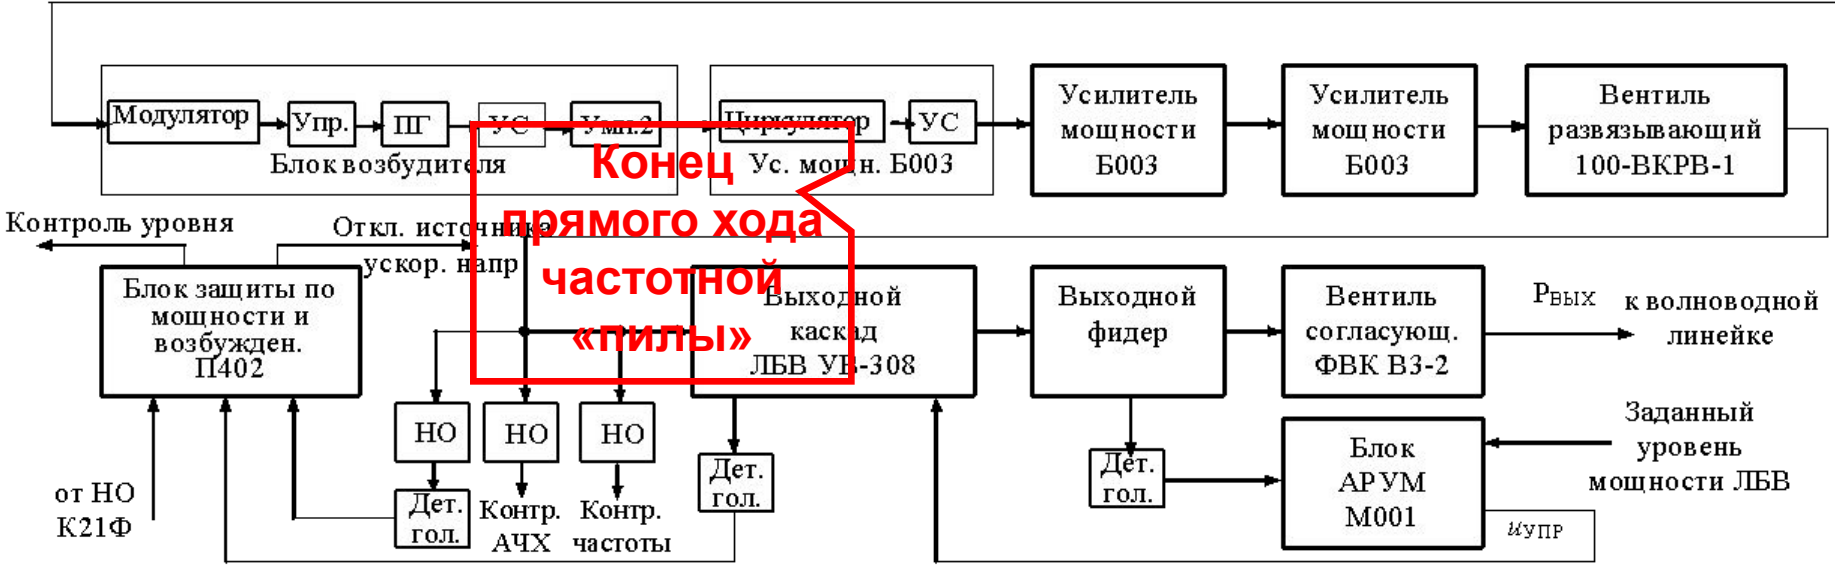 Модулятор
Упр.
ПГ
УС
Умн.2
Блок возбудителя
Циркулятор
УС
Ус. мощн. Б003
Усилитель
мощности
Б003
Усилитель
мощности
Б003
Вентиль
развязывающий
100-ВКРВ-1
Конец
прямого хода
частотной
«пилы»
Контроль уровня
Откл. источника
ускор. напр
Блок защиты по
мощности и
возбужден.
П402
Выходной
каскад
ЛБВ УВ-308
Выходной
фидер
Вентиль
согласующ.
ФВК В3-2
Рвых
к волноводной
линейке
НО
НО
НО
Дет.
гол.
Контр.
АЧХ
Контр.
частоты
Дет.
гол.
Дет.
гол.
Блок
АРУМ
М001
Заданный
уровень
мощности ЛБВ
uупр
от НО
К21Ф